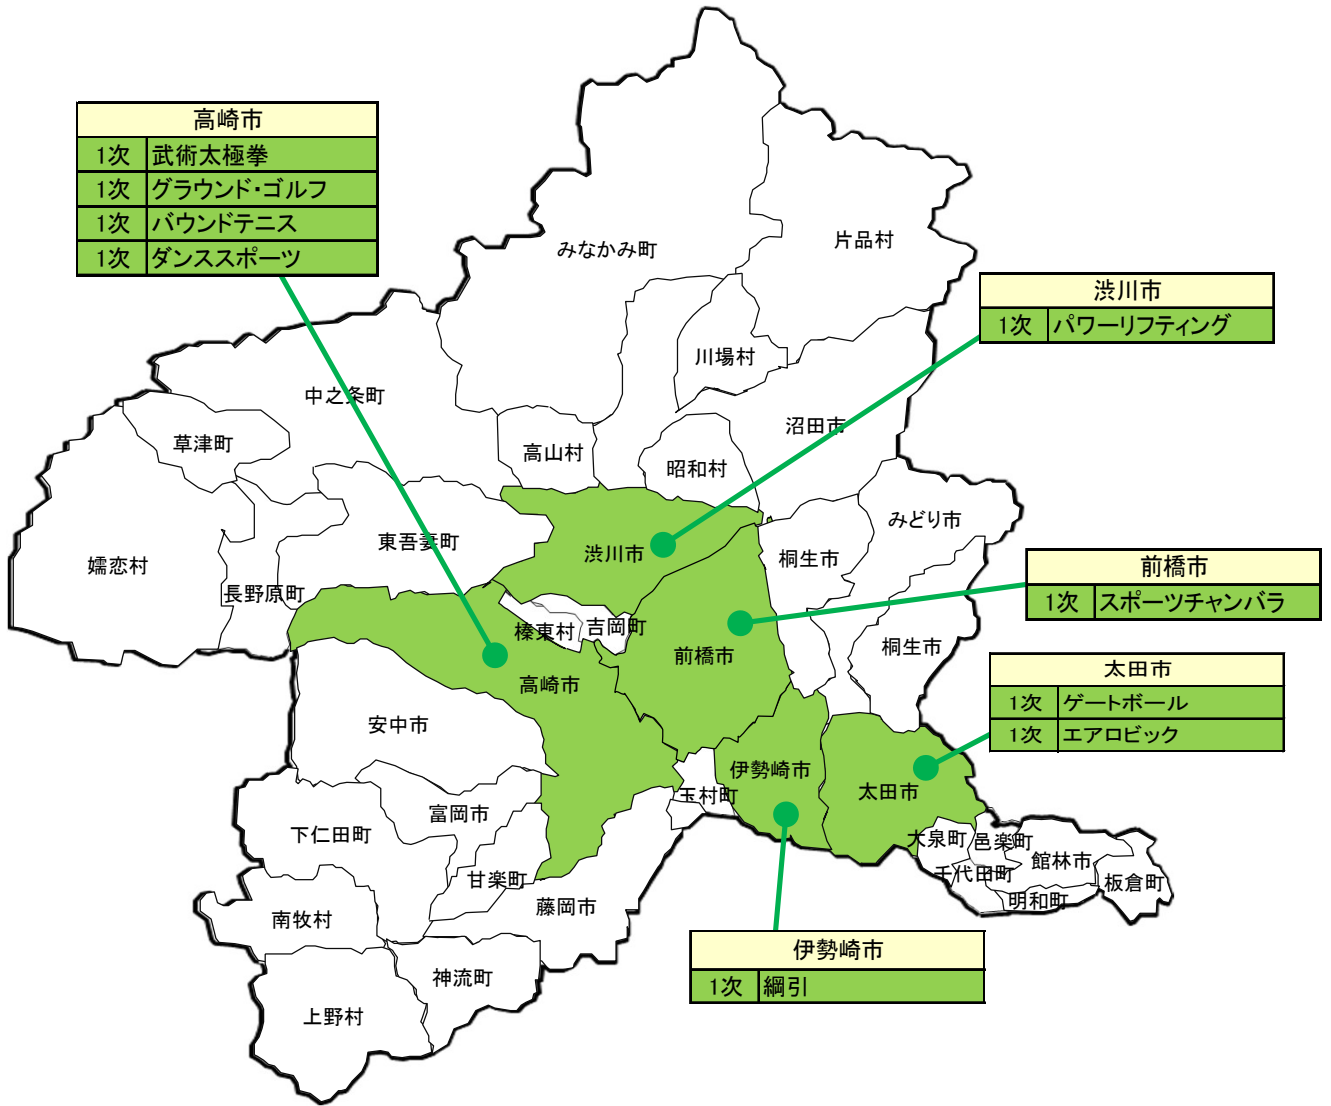 高崎市
1次 武術太極拳
1次 グラウンド・ゴルフ
1次 バウンドテニス
1次 ダンススポーツ
みなかみ町
片品村
渋川市
1次 パワーリフティング
川場村
中之条町
沼田市
草津町
高山村
昭和村
みどり市
東吾妻町
渋川市
桐生市
嬬恋村
長野原町
前橋市
1次 スポーツチャンバラ
榛東村
吉岡町
前橋市
桐生市
高崎市
太田市
1次 ゲートボール
1次 エアロビック
安中市
伊勢崎市
太田市
玉村町
富岡市
下仁田町
大泉町
邑楽町
館林市
千代田町
板倉町
甘楽町
明和町
藤岡市
南牧村
伊勢崎市
1次 綱引
神流町
上野村